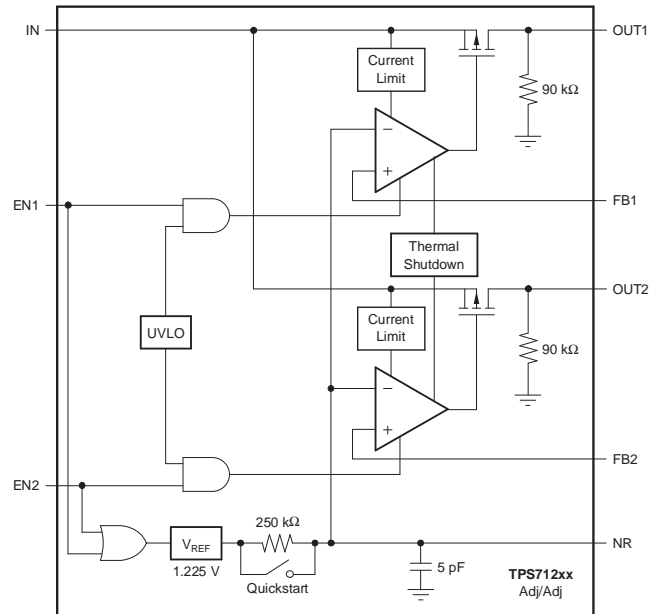 IN
OUT1
Current
Limit
90 kΩ
−
+
EN1
FB1
Thermal
Shutdown
OUT2
UVLO
Current
Limit
90 kΩ
−
+
FB2
EN2
250 kΩ
VREF
NR
1.225 V
Quickstart
5 pF
TPS712xx
Adj/Adj